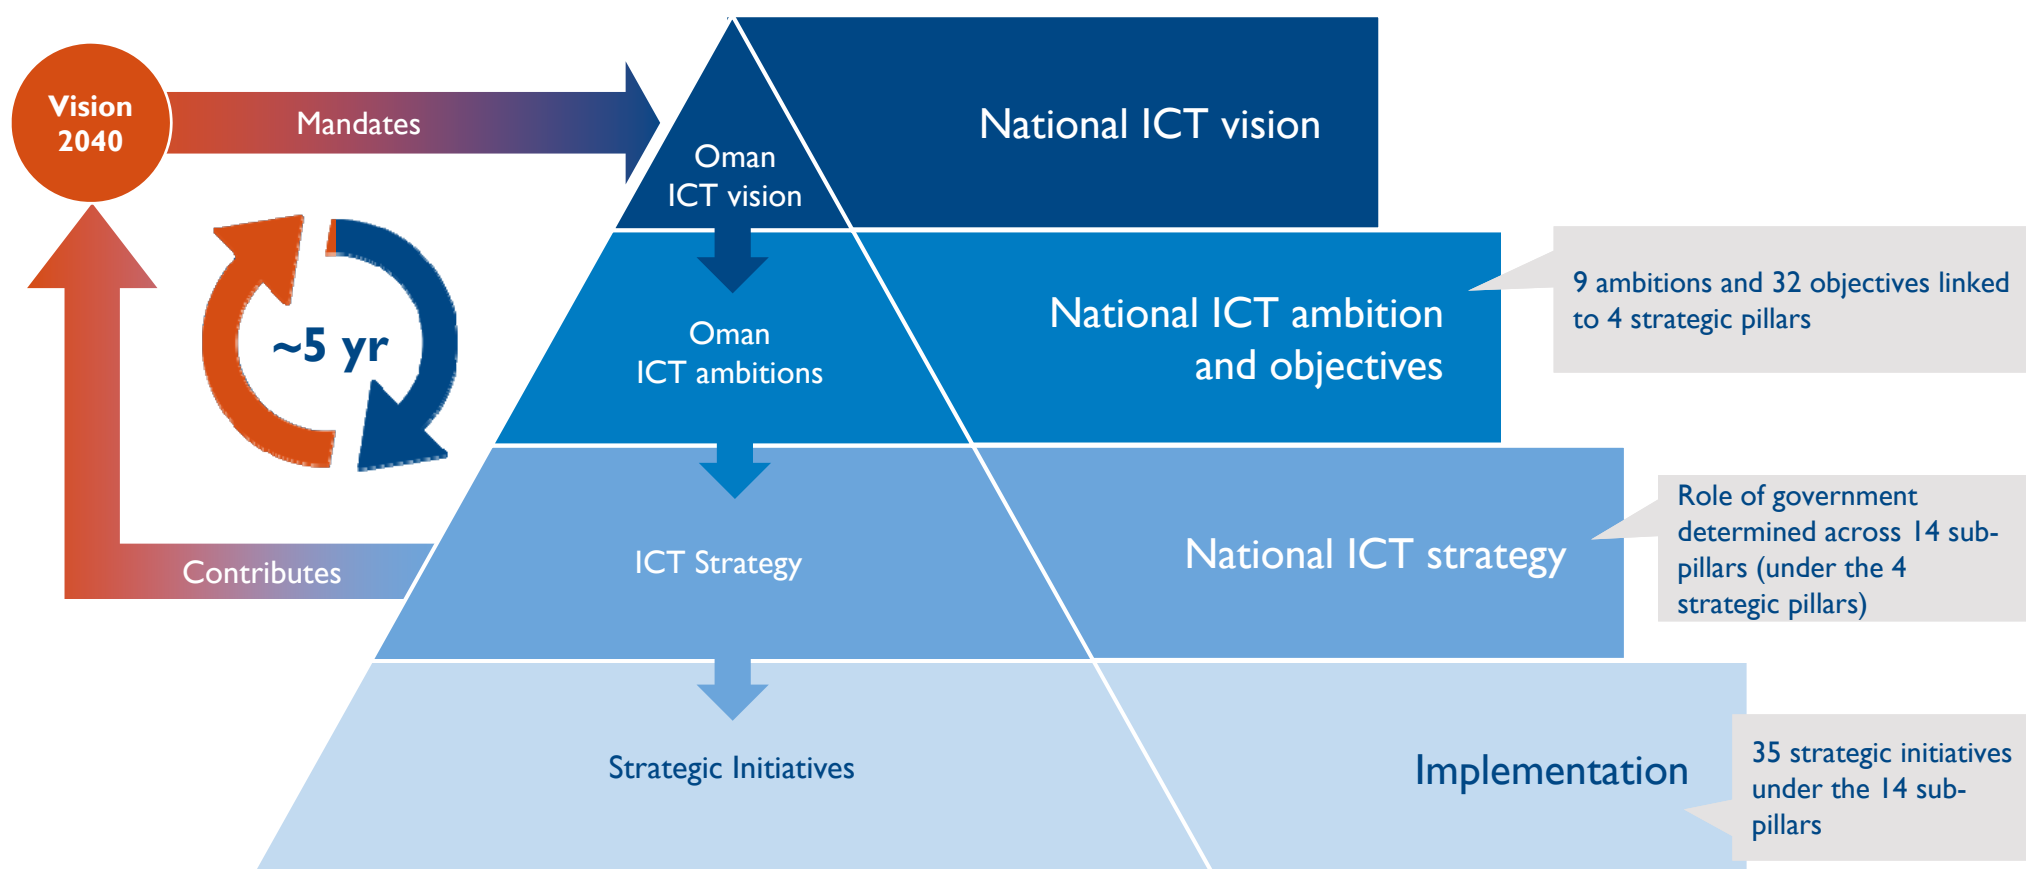 Vision
2040
Mandates
Oman
ICT vision
National ICT vision
~5 yr
Oman
ICT ambitions
National ICT ambition
and objectives
9 ambitions and 32 objectives linked
to 4 strategic pillars
Contributes
ICT Strategy
National ICT strategy
Role of government
determined across 14 sub-
pillars (under the 4
strategic pillars)
Strategic Initiatives
Implementation
35 strategic initiatives
under the 14 sub-
pillars